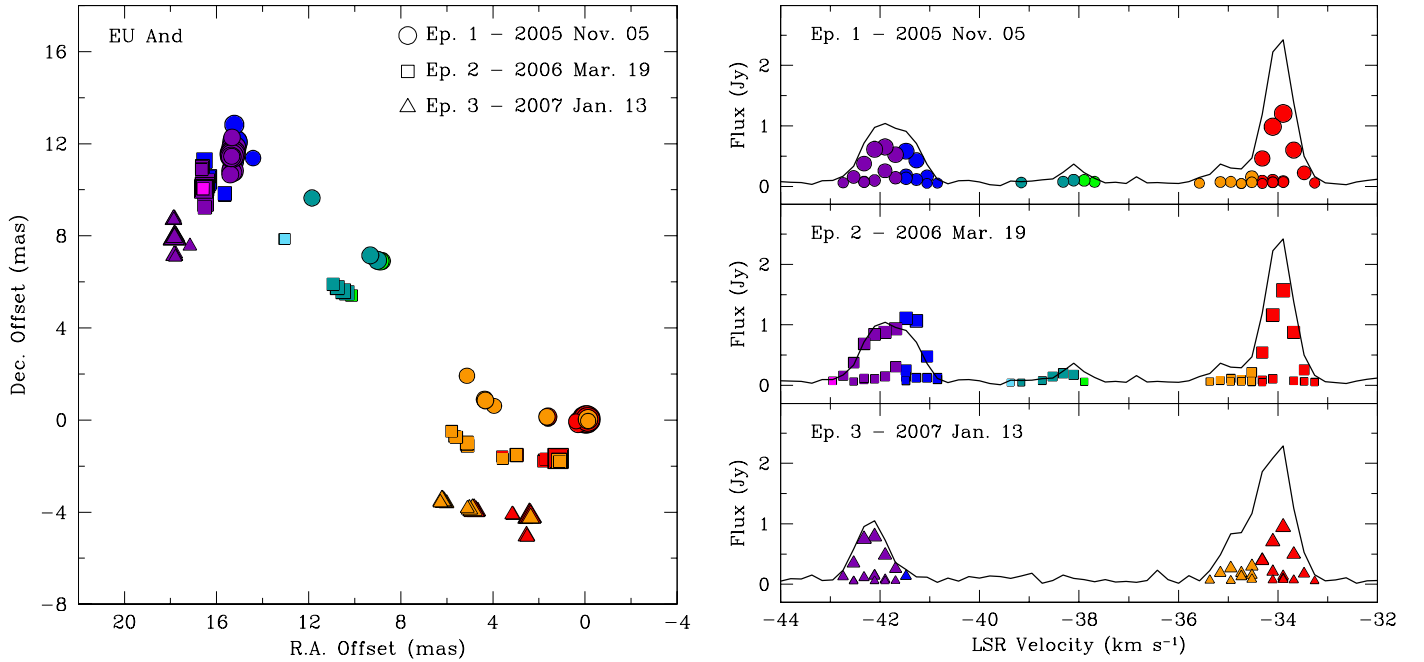 EU And
Ep. 1 − 2005 Nov. 05
Ep. 2 − 2006 Mar. 19
Ep. 3 − 2007 Jan. 13
16
12
8
4
0
−4
−8
Dec. Offset (mas)
20 16 12 8 4 0 −4
R.A. Offset (mas)
Ep. 1 − 2005 Nov. 05
2
1
0
Flux (Jy)
Ep. 2 − 2006 Mar. 19
2
1
0
Flux (Jy)
Ep. 3 − 2007 Jan. 13
2
1
0
Flux (Jy)
−44 −42 −40 −38 −36 −34 −32
LSR Velocity (km s⁻¹)